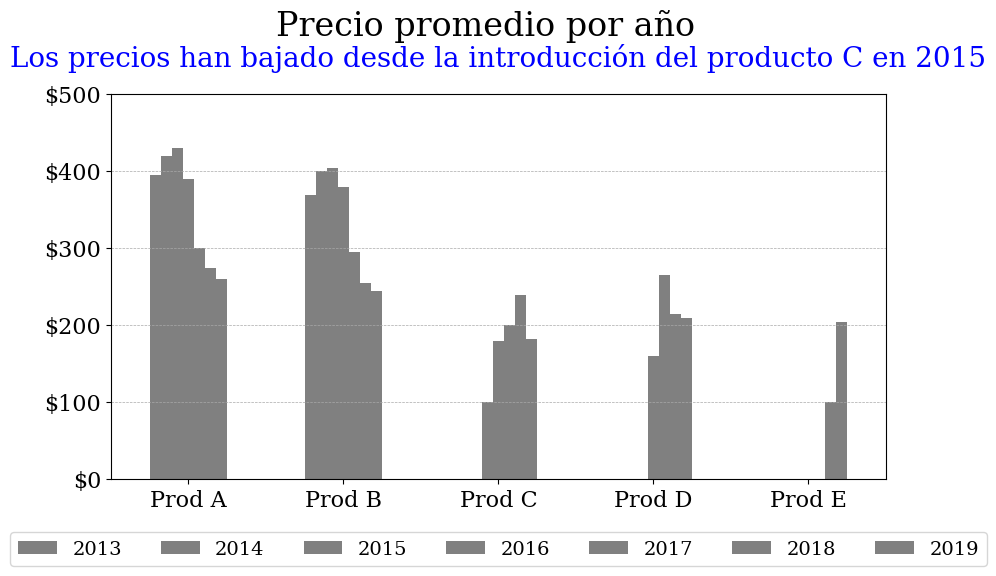 Precio promedio por año
Los precios han bajado desde la introducción del producto C en 2015
$500
$400
$300
$200
$100
$0
Prod A Prod B Prod C Prod D Prod E
2013 2014 2015 2016 2017 2018 2019